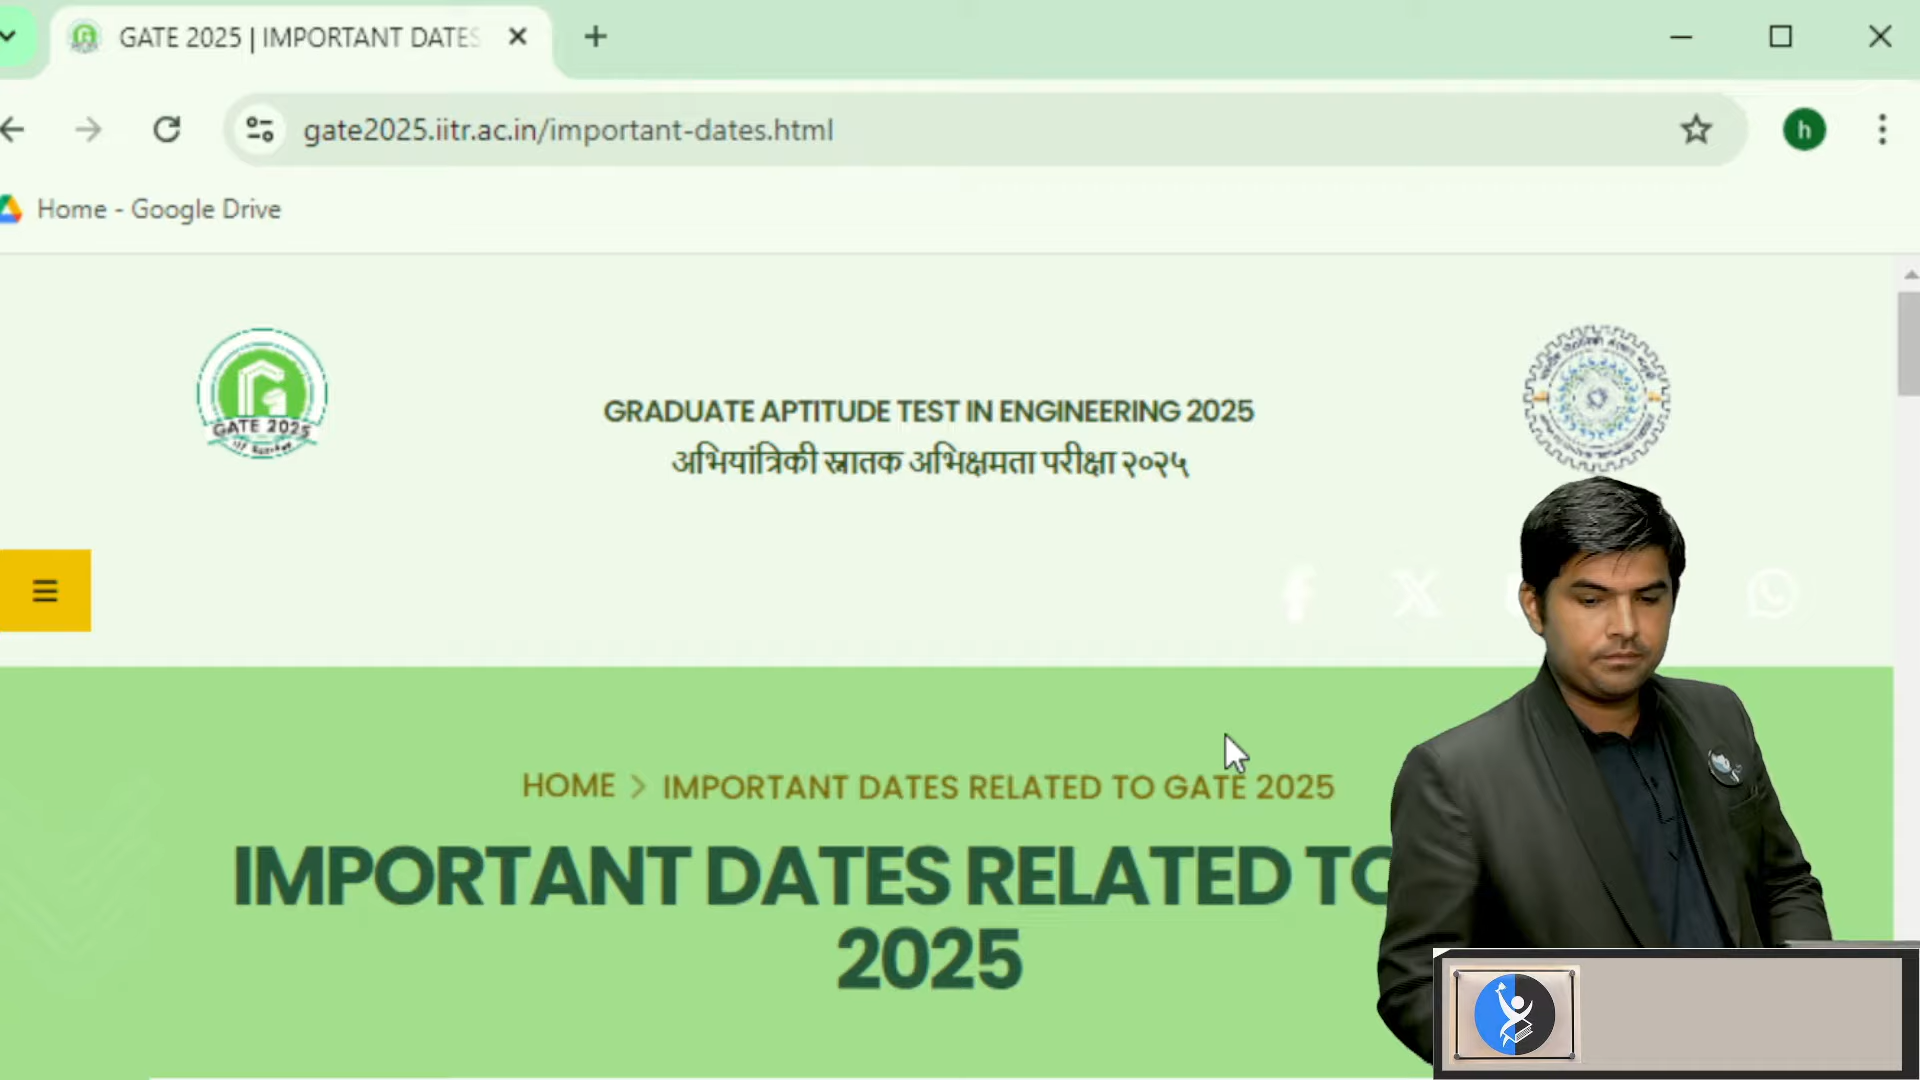 GATE 2025 | IMPORTANT DATES
gate2025.iitr.ac.in/important-dates.html
h
Home - Google Drive
GATE 2025
GRADUATE APTITUDE TEST IN ENGINEERING 2025
अभियांत्रिकी स्नातक अभिक्षमता परीक्षा २०२५
HOME > IMPORTANT DATES RELATED TO GATE 2025
IMPORTANT DATES RELATED TO
2025